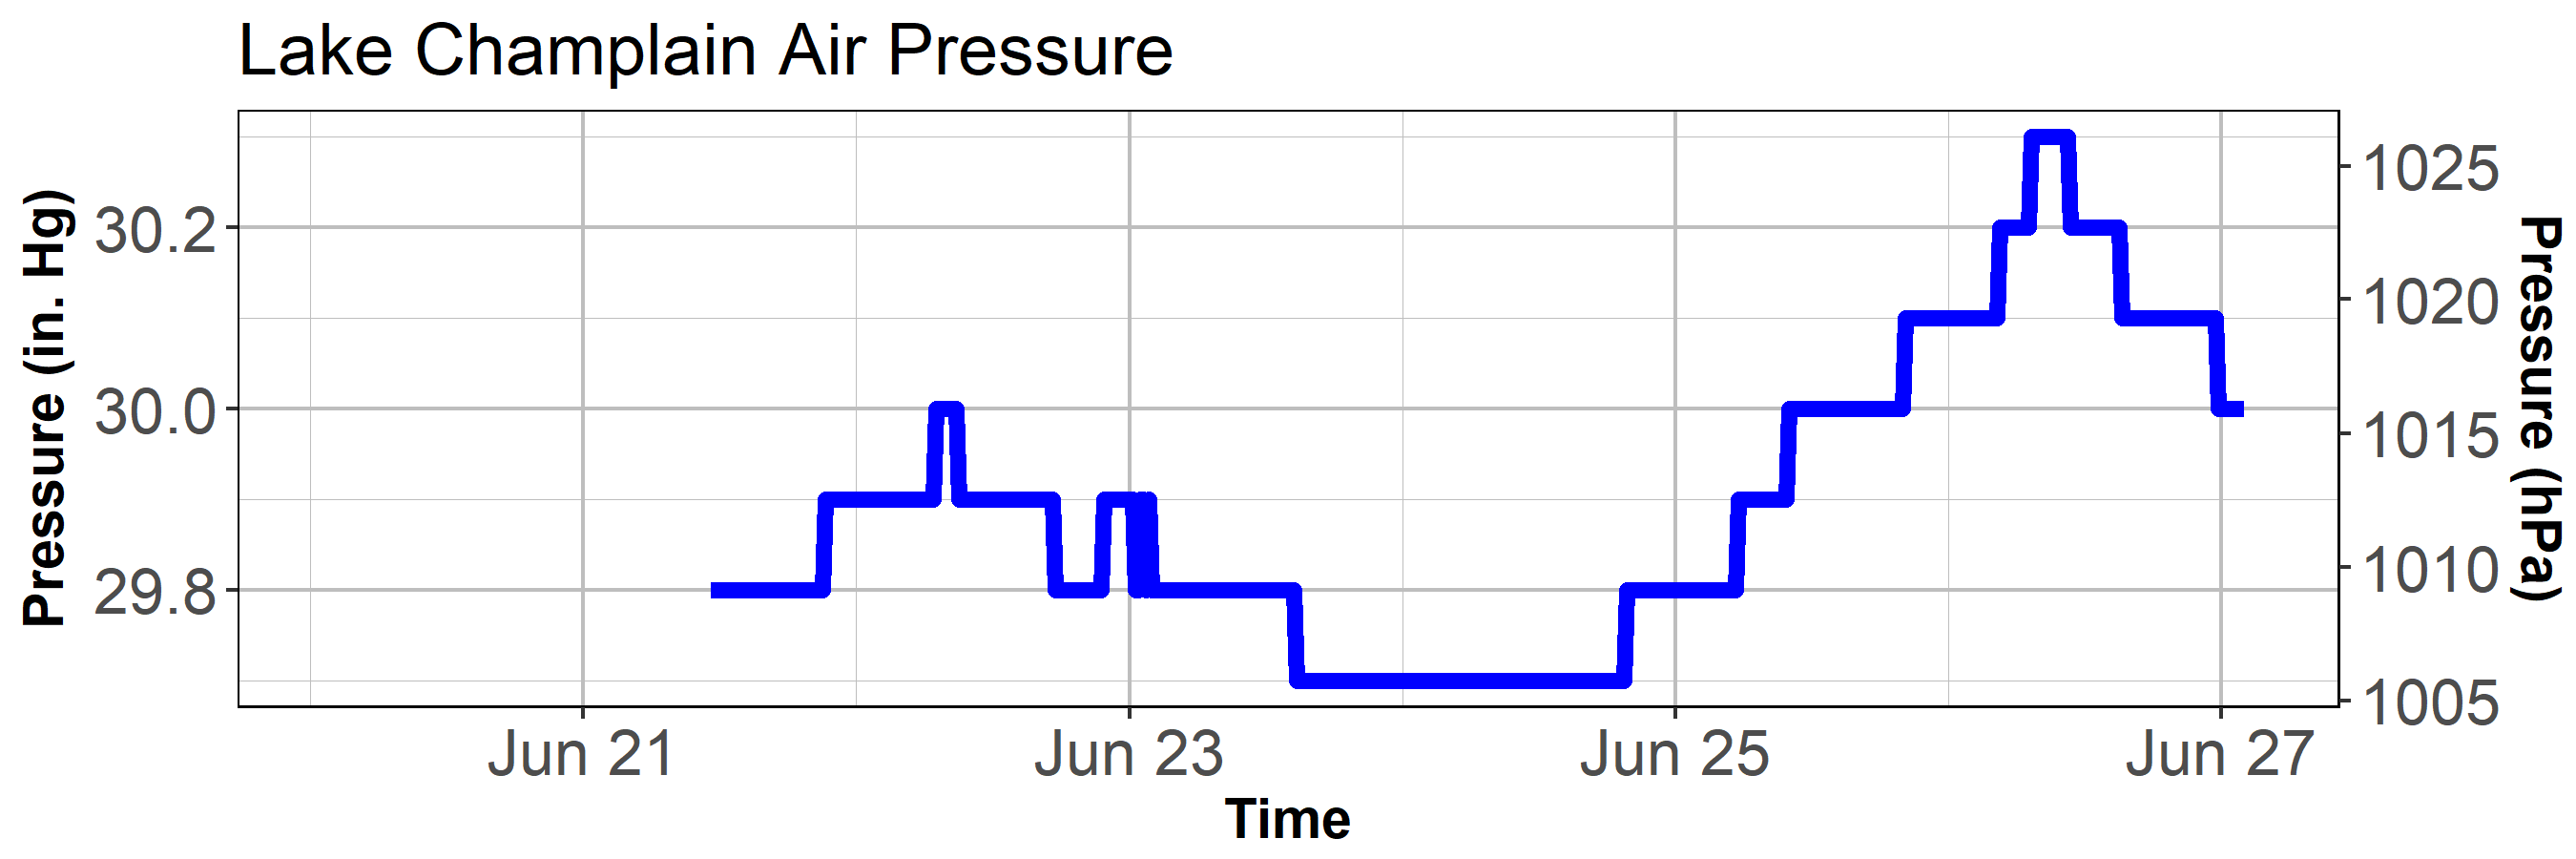 Lake Champlain Air Pressure
Pressure (in. Hg)
30.2
30.0
29.8
1025
1020
1015
1010
1005
Pressure (hPa)
Jun 21 Jun 23 Jun 25 Jun 27
Time